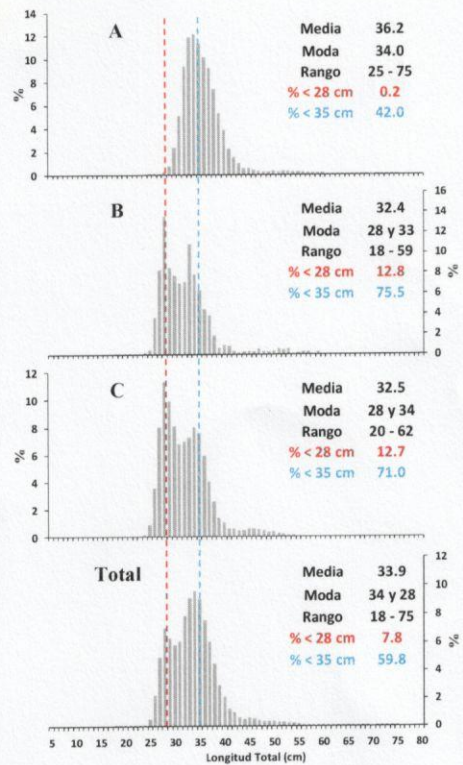 14
12
10
8
6
4
2
0
%
A
Media 36.2
Moda 34.0
Rango 25 - 75
% < 28 cm 0.2
% < 35 cm 42.0
B
Media 32.4
Moda 28 y 33
Rango 18 - 59
% < 28 cm 12.8
% < 35 cm 75.5
16
14
12
10
8
6
4
2
0
%
12
10
8
6
4
2
0
%
C
Media 32.5
Moda 28 y 34
Rango 20 - 62
% < 28 cm 12.7
% < 35 cm 71.0
Total
Media 33.9
Moda 34 y 28
Rango 18 - 75
% < 28 cm 7.8
% < 35 cm 59.8
12
10
8
6
4
2
0
%
5 10 15 20 25 30 35 40 45 50 55 60 65 70 75 80
Longitud Total (cm)